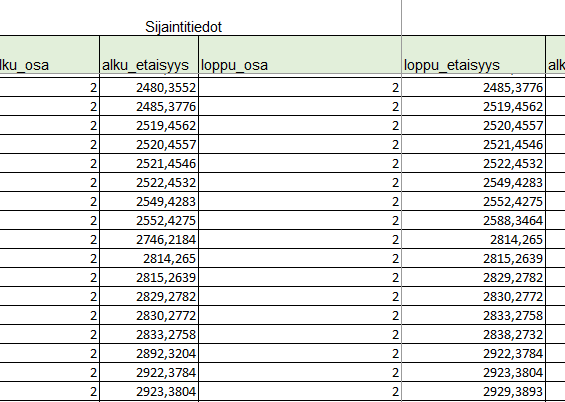 Sijaintitiedot
lku_osa alku_etaisyys loppu_osa loppu_etaisyys alk
2 2480,3552 2 2485,3776
2 2485,3776 2 2519,4562
2 2519,4562 2 2520,4557
2 2520,4557 2 2521,4546
2 2521,4546 2 2522,4532
2 2522,4532 2 2549,4283
2 2549,4283 2 2552,4275
2 2552,4275 2 2588,3464
2 2746,2184 2 2814,265
2 2814,265 2 2815,2639
2 2815,2639 2 2829,2782
2 2829,2782 2 2830,2772
2 2830,2772 2 2833,2758
2 2833,2758 2 2838,2732
2 2892,3204 2 2922,3784
2 2922,3784 2 2923,3804
2 2923,3804 2 2929,3893